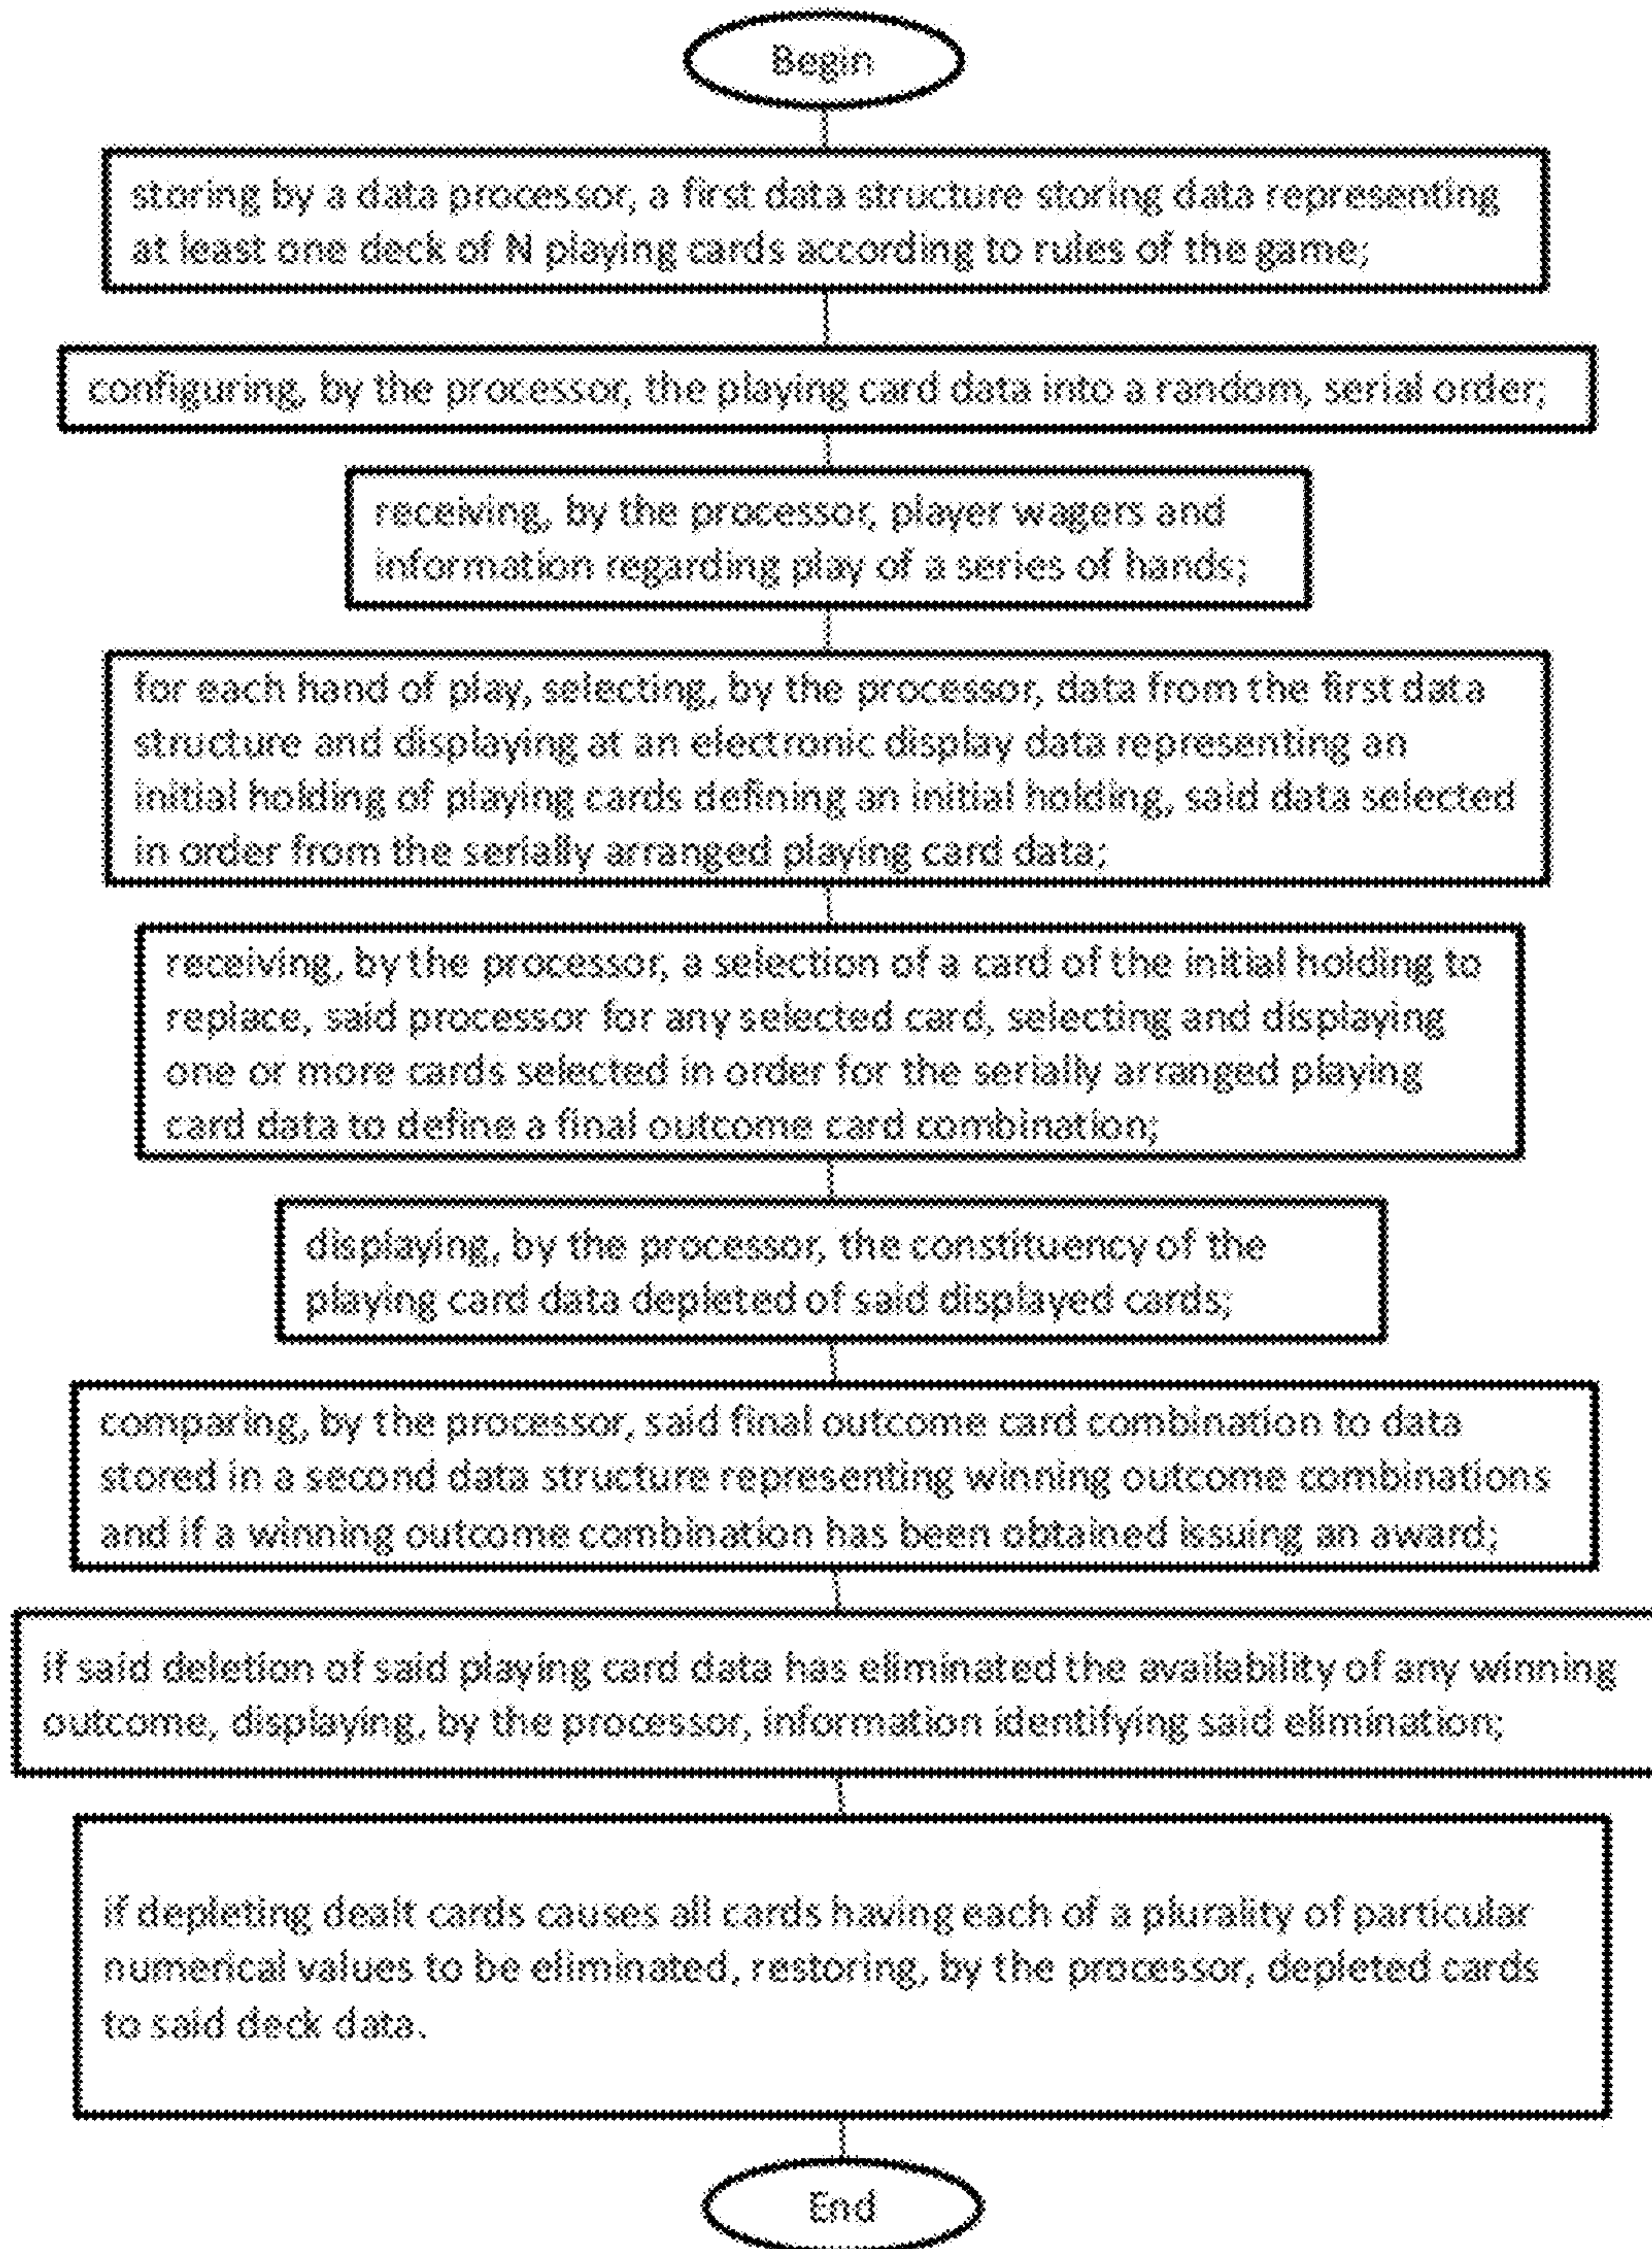 Begin
storing by a data processor, a first data structure storing data representing
at least one deck of N playing cards according to rules of the game;
configuring, by the processor, the playing card data into a random, serial order;
receiving, by the processor, player wagers and
information regarding play of a series of hands;
for each hand of play, selecting, by the processor, data from the first data
structure and displaying at an electronic display data representing an
initial holding of playing cards defining an initial holding, said data selected
in order from the serially arranged playing card data;
receiving, by the processor, a selection of a card of the initial holding to
replace, said processor for any selected card, selecting and displaying
one or more cards selected in order for the serially arranged playing
card data to define a final outcome card combination;
displaying, by the processor, the constituency of the
playing card data depleted of said displayed cards;
comparing, by the processor, said final outcome card combination to data
stored in a second data structure representing winning outcome combinations
and if a winning outcome combination has been obtained issuing an award;
if said deletion of said playing card data has eliminated the availability of any winning
outcome, displaying, by the processor, information identifying said elimination;
if depleting dealt cards causes all cards having each of a plurality of particular
numerical values to be eliminated, restoring, by the processor, depleted cards
to said deck data.
End